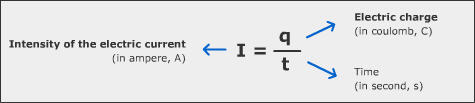 Electric charge
(in coulomb, C)
Intensity of the electric current
(in ampere, A)
I = q
t
Time
(in second, s)